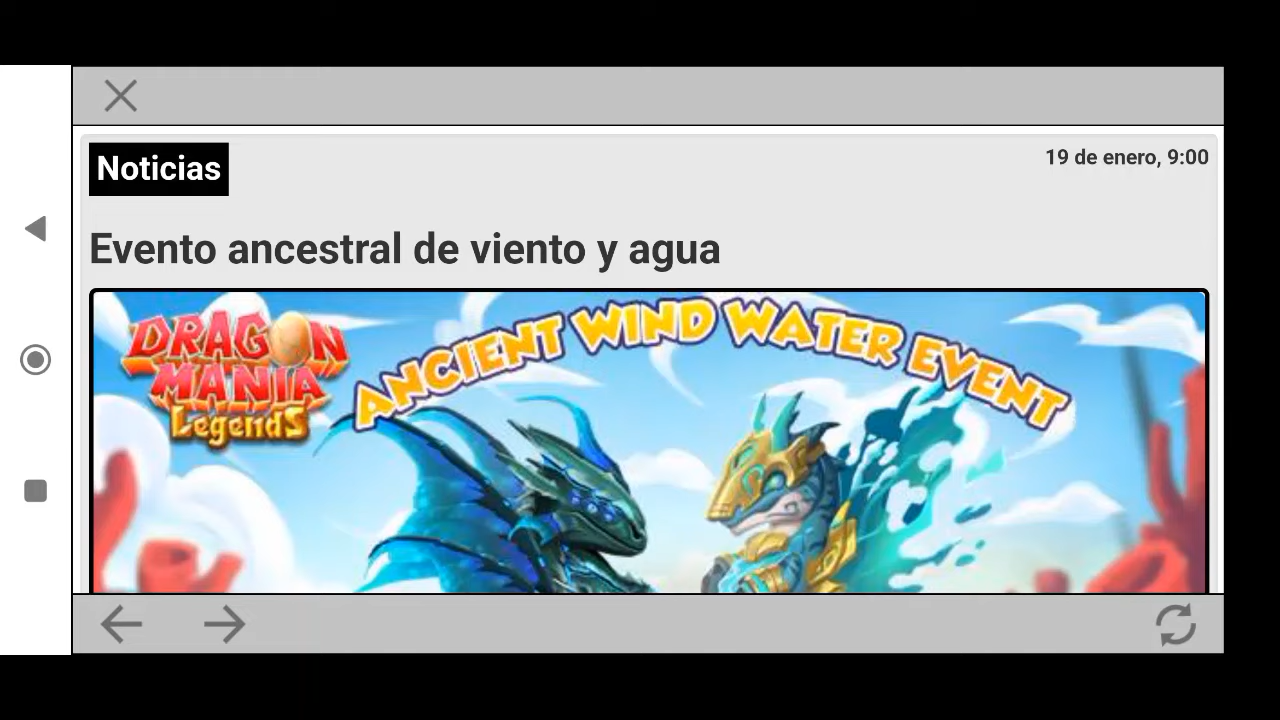 Noticias
19 de enero, 9:00
Evento ancestral de viento y agua
DRAGON
MANIA
Legends
ANCIENT WIND WATER EVENT